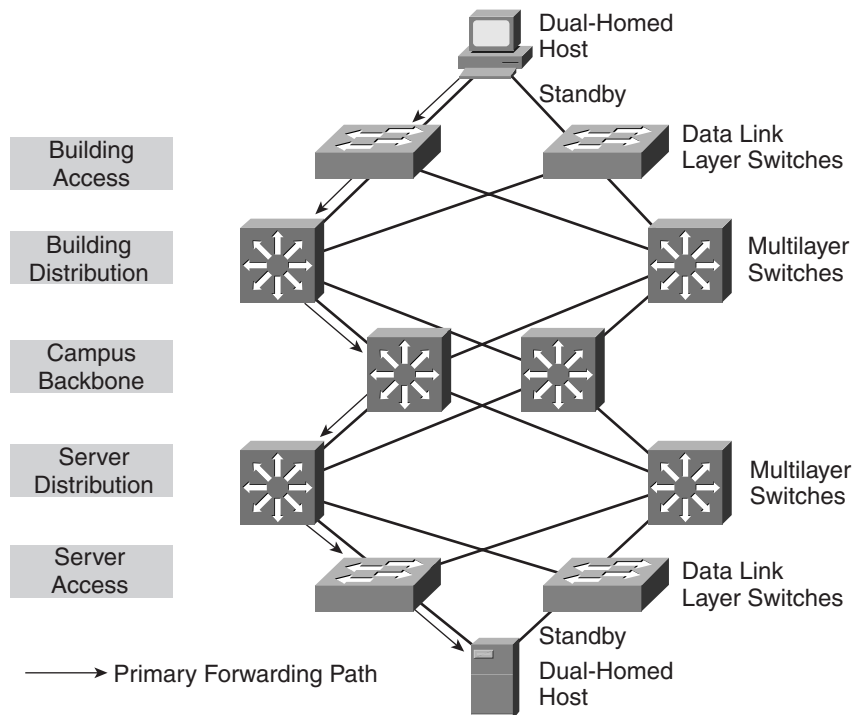 Dual-Homed
Host
Standby
Building
Access
Data Link
Layer Switches
Building
Distribution
Multilayer
Switches
Campus
Backbone
Server
Distribution
Multilayer
Switches
Server
Access
Data Link
Layer Switches
Standby
Primary Forwarding Path
Dual-Homed
Host